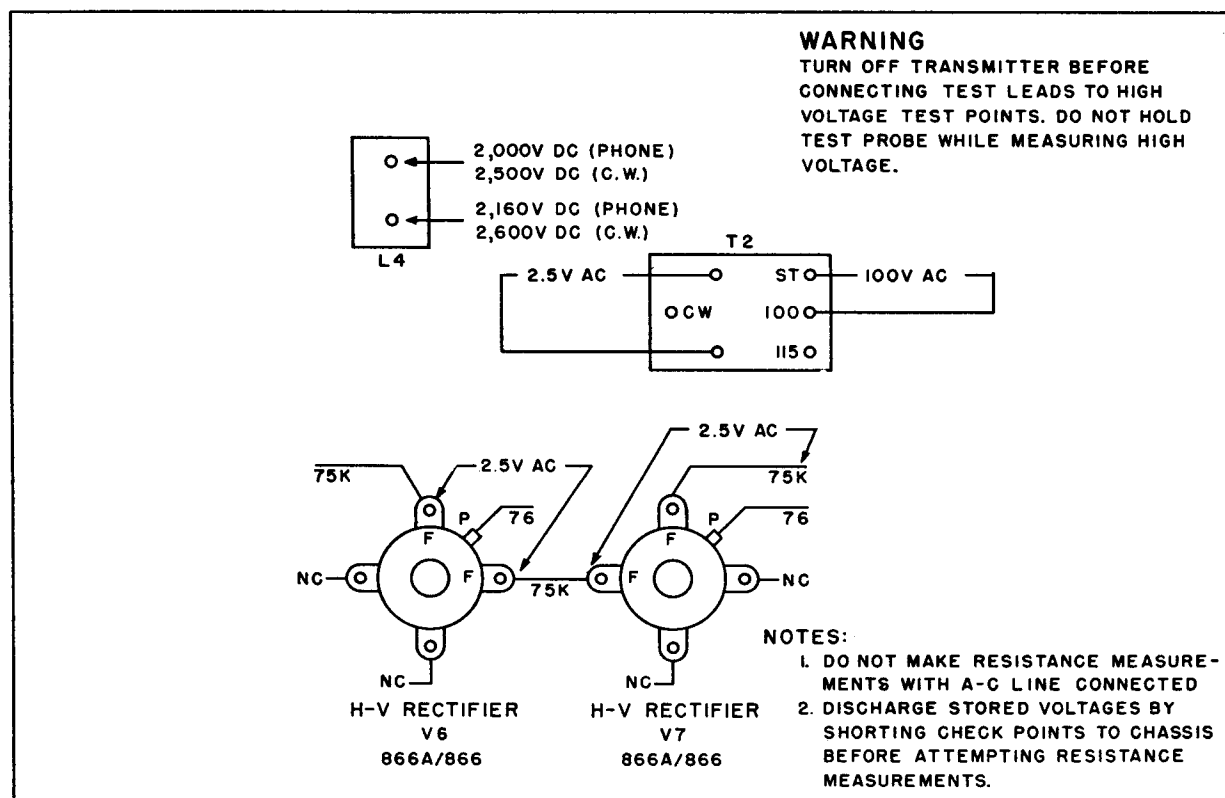 WARNING
TURN OFF TRANSMITTER BEFORE
CONNECTING TEST LEADS TO HIGH
VOLTAGE TEST POINTS. DO NOT HOLD
TEST PROBE WHILE MEASURING HIGH
VOLTAGE.
2,000V DC (PHONE)
2,500V DC (C.W.)
2,160V DC (PHONE)
2,600V DC (C.W.)
L4
T2
2.5V AC
ST
100V AC
CW
100
115
2.5V AC
75K
2.5V AC
75K
P
76
P
76
F
F
NC
F
75K
F
NC
NC
NC
H-V RECTIFIER
V6
866A/866
H-V RECTIFIER
V7
866A/866
NOTES:
1. DO NOT MAKE RESISTANCE MEASURE-
MENTS WITH A-C LINE CONNECTED
2. DISCHARGE STORED VOLTAGES BY
SHORTING CHECK POINTS TO CHASSIS
BEFORE ATTEMPTING RESISTANCE
MEASUREMENTS.